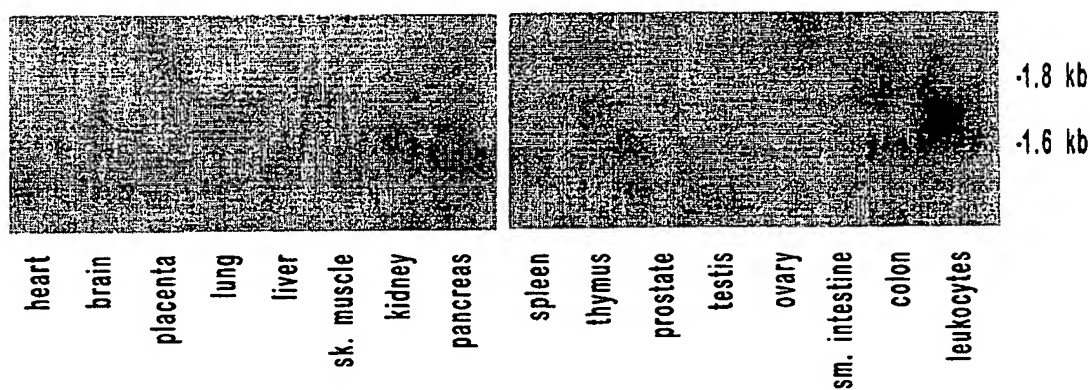 -1.8 kb
-1.6 kb
heart
brain
placenta
lung
liver
sk. muscle
kidney
pancreas
spleen
thymus
prostate
testis
ovary
sm. intestine
colon
leukocytes